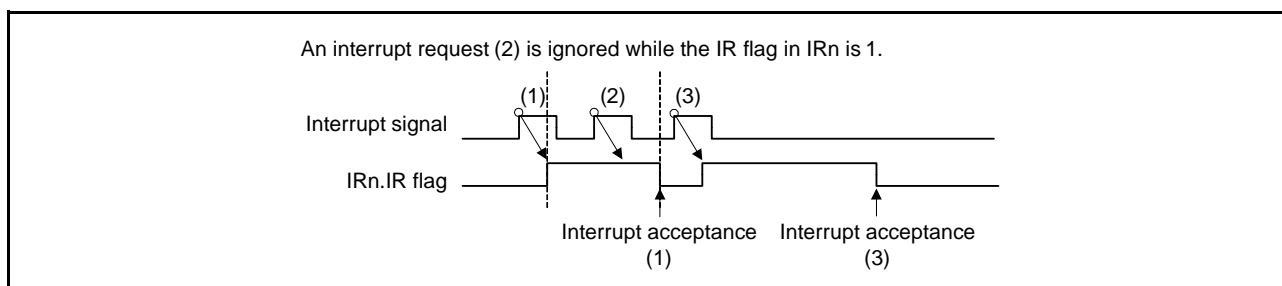 An interrupt request (2) is ignored while the IR flag in IRn is 1.
(1) (2) (3)
Interrupt signal
IRn.IR flag
Interrupt acceptance Interrupt acceptance
(1) (3)